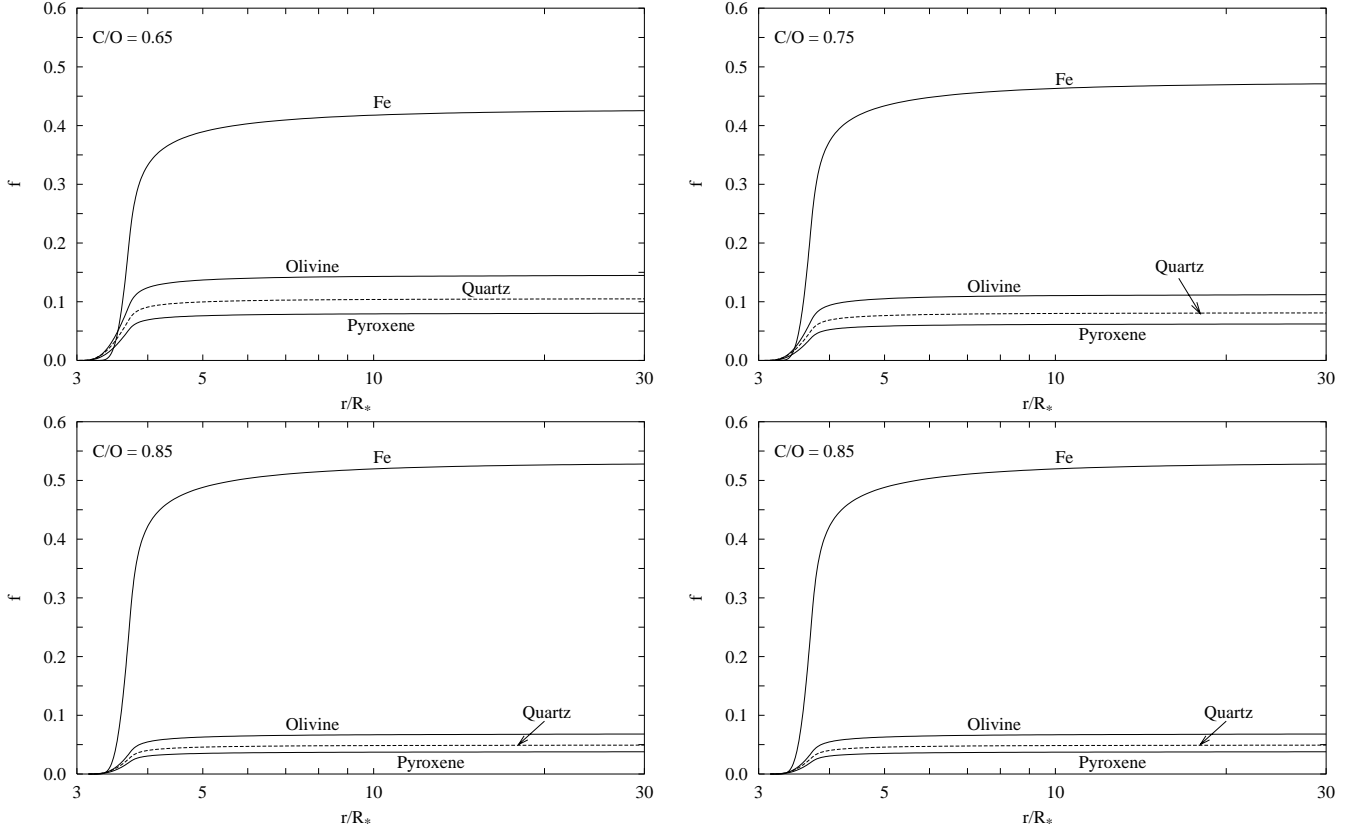 0.6
C/O = 0.65
0.5
Fe
0.4
f
0.3
0.2
Olivine
Quartz
0.1
Pyroxene
0.0
3 5 10 30
r/R*
0.6
C/O = 0.75
0.5
Fe
0.4
f
0.3
0.2
Quartz
Olivine
0.1
Pyroxene
0.0
3 5 10 30
r/R*
0.6
C/O = 0.85
Fe
0.5
0.4
f
0.3
0.2
Quartz
0.1
Olivine
Pyroxene
0.0
3 5 10 30
r/R*
0.6
C/O = 0.85
Fe
0.5
0.4
f
0.3
0.2
Quartz
0.1
Olivine
Pyroxene
0.0
3 5 10 30
r/R*